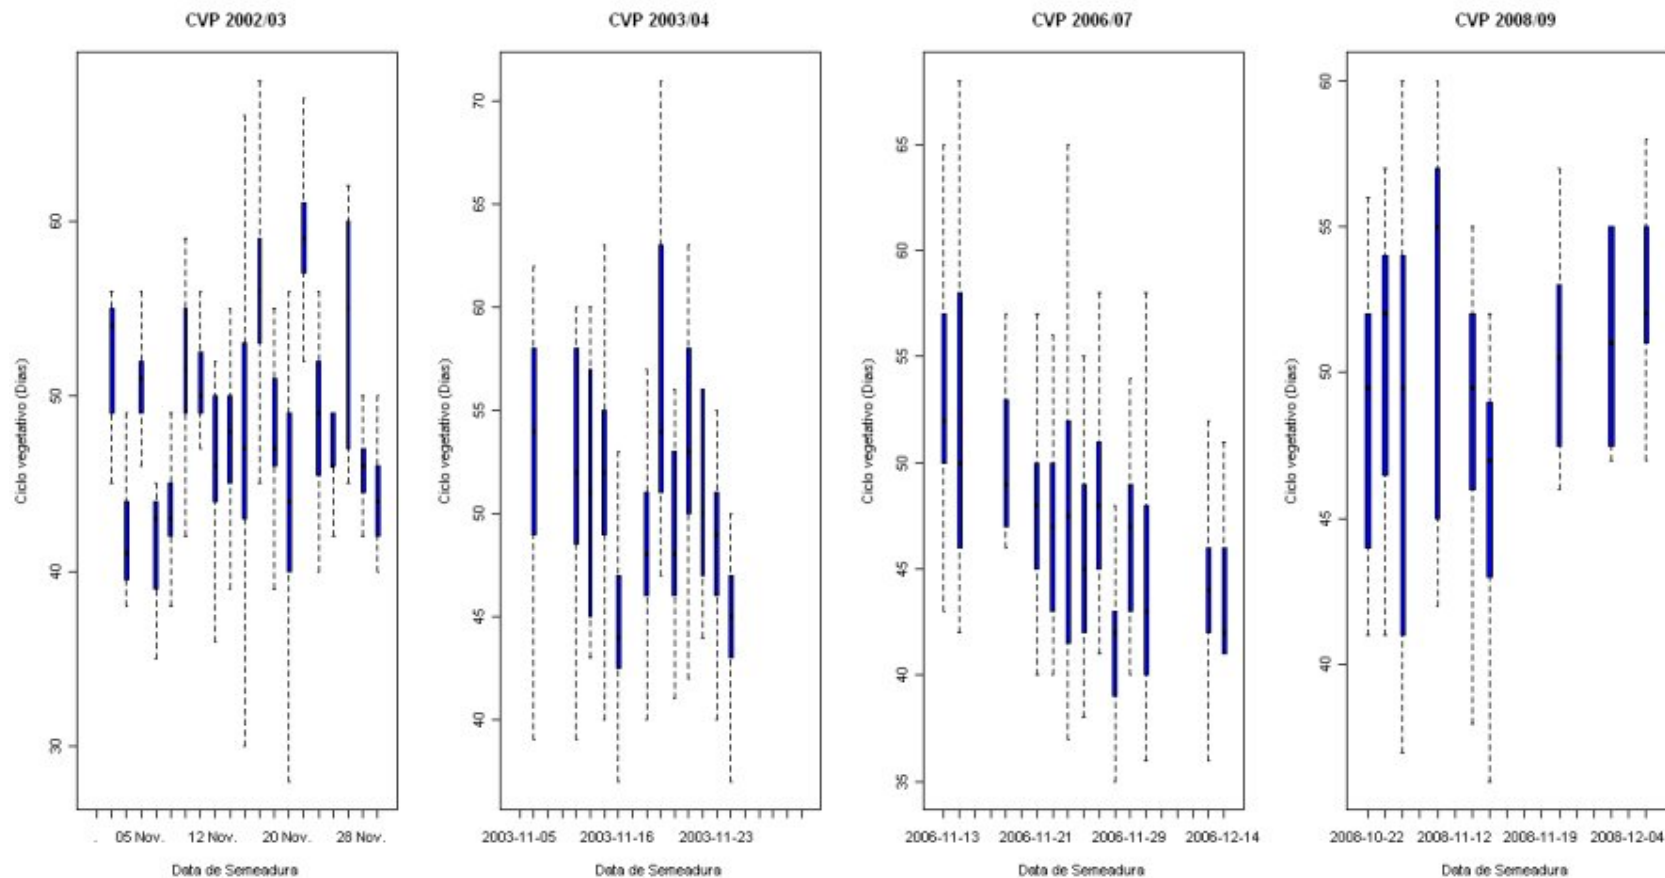 CVP 2002/03
60
50
40
30
Ciclo vegetativo (Dias)
. 05 Nov. 12 Nov. 20 Nov. 28 Nov.
Data de Semeadura
CVP 2003/04
70
65
60
55
50
45
40
Ciclo vegetativo (Dias)
2003-11-05 2003-11-16 2003-11-23
Data de Semeadura
CVP 2006/07
65
60
55
50
45
40
35
Ciclo vegetativo (Dias)
2006-11-13 2006-11-21 2006-11-29 2006-12-14
Data de Semeadura
CVP 2008/09
60
55
50
45
40
Ciclo vegetativo (Dias)
2008-10-22 2008-11-12 2008-11-19 2008-12-04
Data de Semeadura